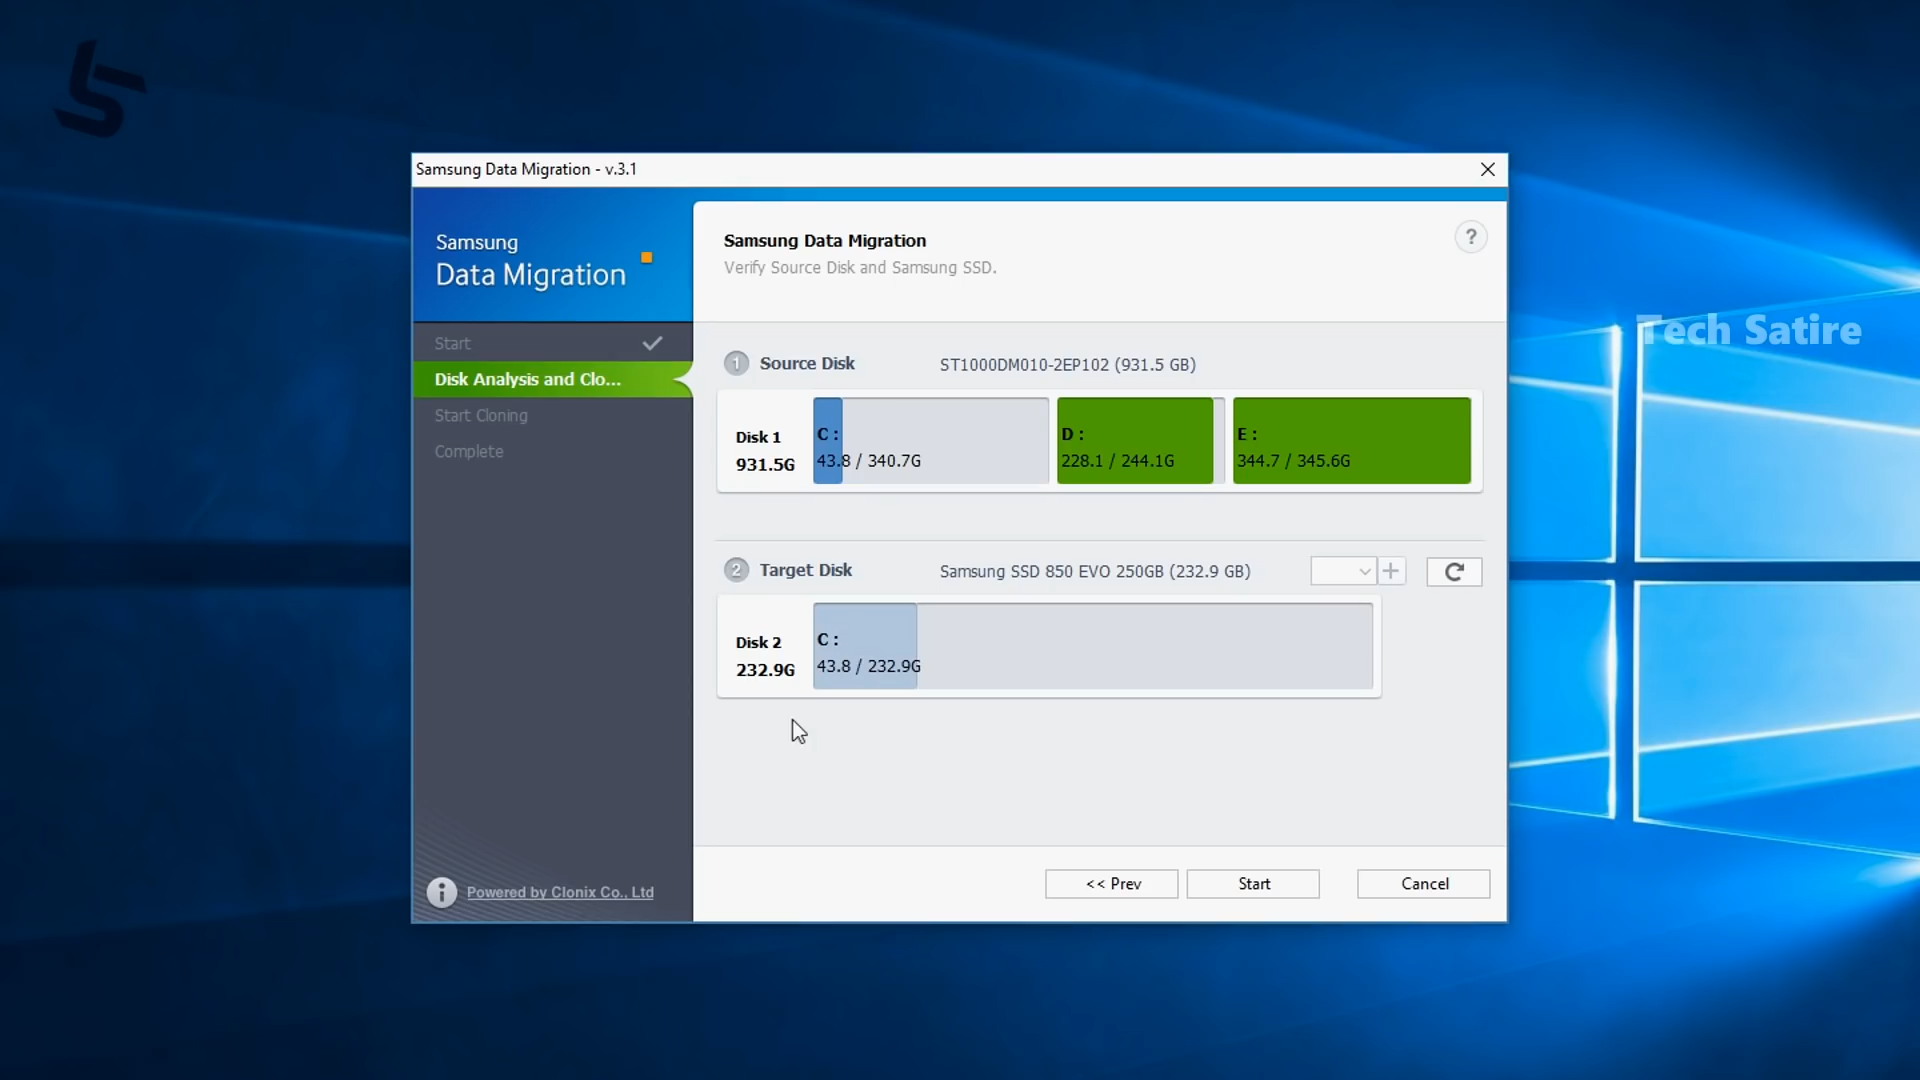 Samsung Data Migration - v.3.1
Samsung
Data Migration
Samsung Data Migration
Verify Source Disk and Samsung SSD.
?
Start
Disk Analysis and Clo...
Start Cloning
Complete
1 Source Disk ST1000DM010-2EP102 (931.5 GB)
Disk 1
931.5G
C :
43.8 / 340.7G
D :
228.1 / 244.1G
E :
344.7 / 345.6G
2 Target Disk Samsung SSD 850 EVO 250GB (232.9 GB)
Disk 2
232.9G
C :
43.8 / 232.9G
Powered by Clonix Co., Ltd
<< Prev
Start
Cancel
Tech Satire